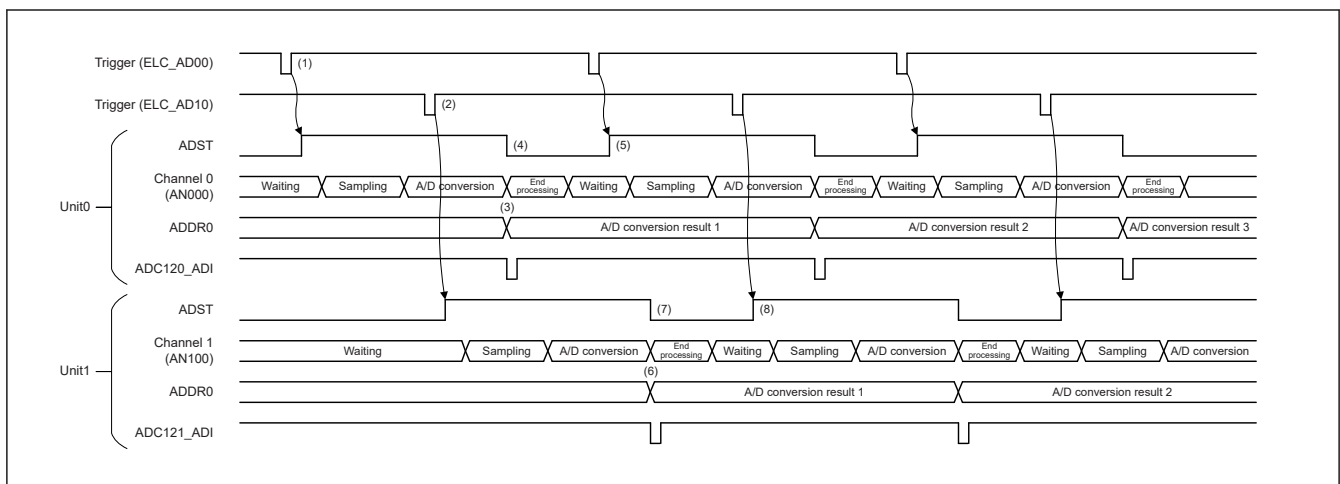 Trigger (ELC_AD00)
(1)
Trigger (ELC_AD10)
(2)
Unit0
ADST
(4)
(5)
Channel 0
(AN000)
Waiting
Sampling
A/D conversion
End
processing
Waiting
Sampling
A/D conversion
End
processing
Waiting
Sampling
A/D conversion
End
processing
(3)
ADDR0
A/D conversion result 1
A/D conversion result 2
A/D conversion result 3
ADC120_ADI
Unit1
ADST
(7)
(8)
Channel 1
(AN100)
Waiting
Sampling
A/D conversion
End
processing
Waiting
Sampling
A/D conversion
End
processing
Waiting
Sampling
A/D conversion
(6)
ADDR0
A/D conversion result 1
A/D conversion result 2
ADC121_ADI